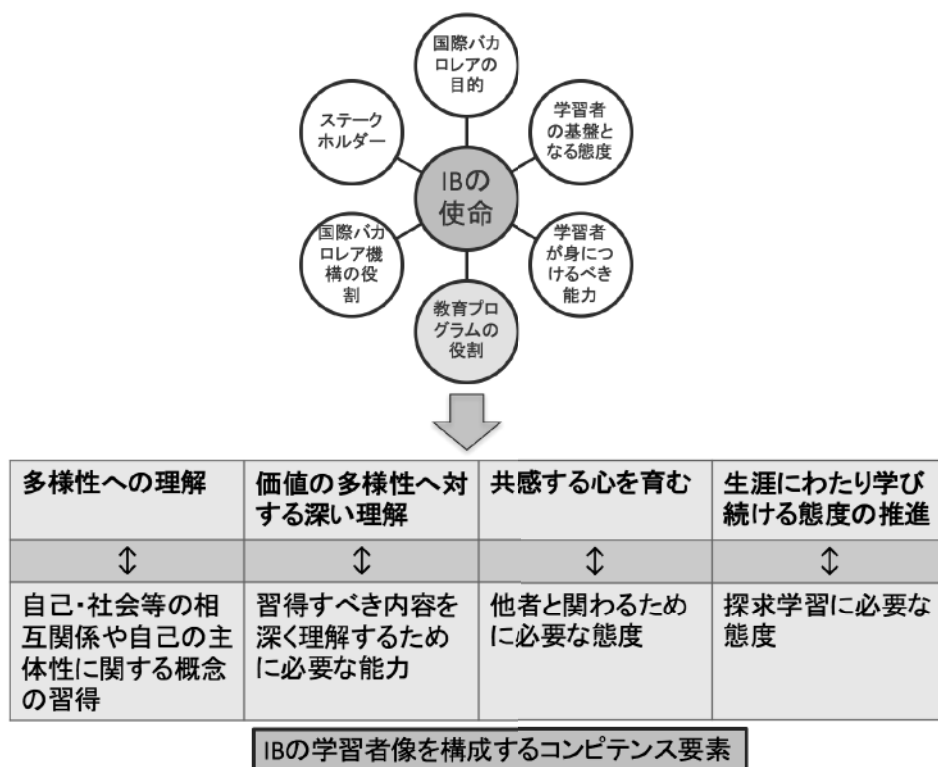 国際バカ
ロレアの
目的
ステーク
ホルダー
学習者
の基盤と
なる態度
IBの
使命
国際バカ
ロレア機
構の役
割
学習者
が身につ
けるべき
能力
教育プロ
グラムの
役割
多様性への理解
価値の多様性へ対
する深い理解
共感する心を育む
生涯にわたり学び
続ける態度の推進
↕ ↕ ↕ ↕
自己・社会等の相
互関係や自己の主
体性に関する概念
の習得
習得すべき内容を
深く理解するため
に必要な能力
他者と関わるため
に必要な態度
探求学習に必要な
態度
IBの学習者像を構成するコンピテンス要素